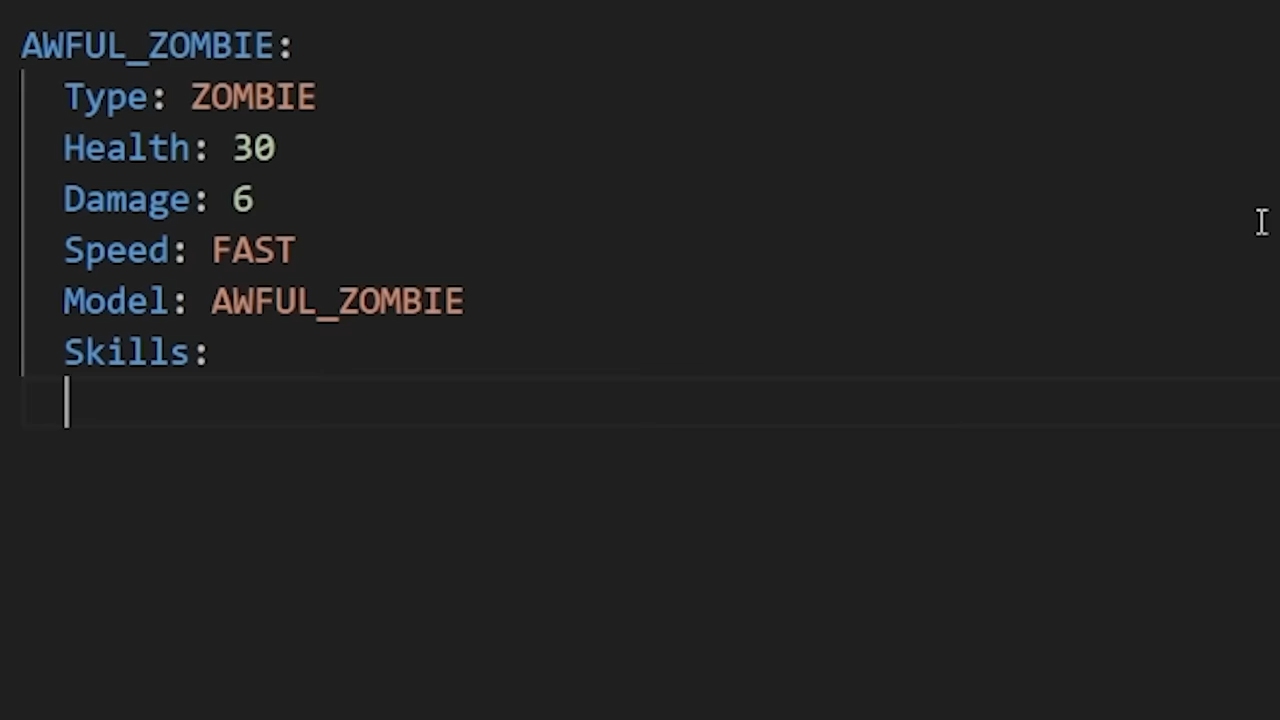 AWFUL_ZOMBIE:
Type: ZOMBIE
Health: 30
Damage: 6
Speed: FAST
Model: AWFUL_ZOMBIE
Skills: